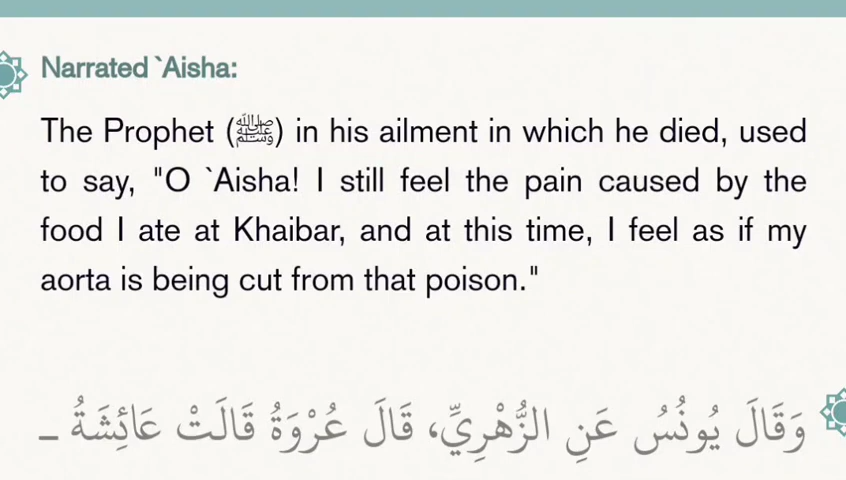 Narrated `Aisha:
The Prophet (ﷺ) in his ailment in which he died, used
to say, "O `Aisha! I still feel the pain caused by the
food I ate at Khaibar, and at this time, I feel as if my
aorta is being cut from that poison."
وَقَالَ يُونُسُ عَنِ الزُّهْرِيِّ، قَالَ عُرْوَةُ قَالَتْ عَائِشَةُ ـ